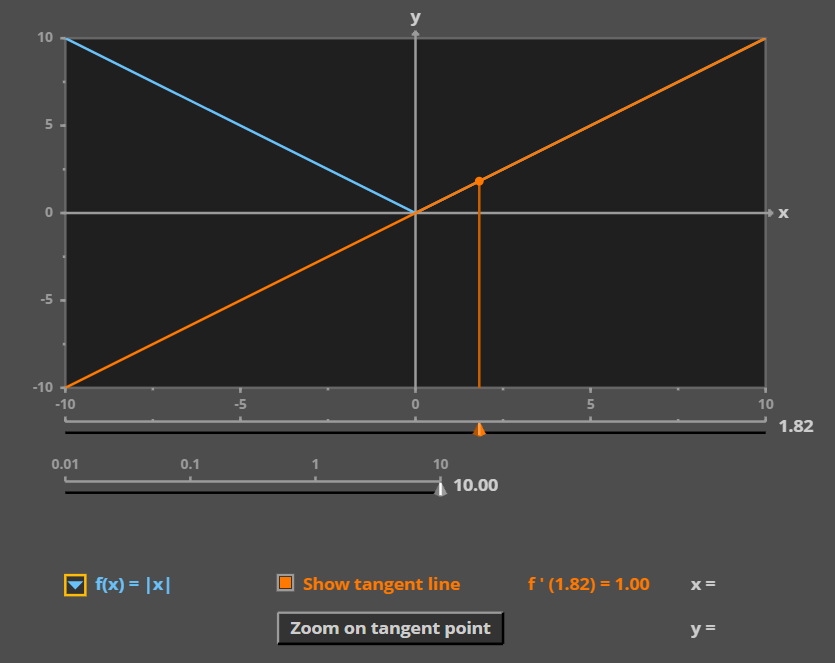 y
10
5
0
-5
-10
x
-10 -5 0 5 10
1.82
0.01 0.1 1 10
10.00
f(x) = |x|
Show tangent line
f ' (1.82) = 1.00
x =
Zoom on tangent point
y =